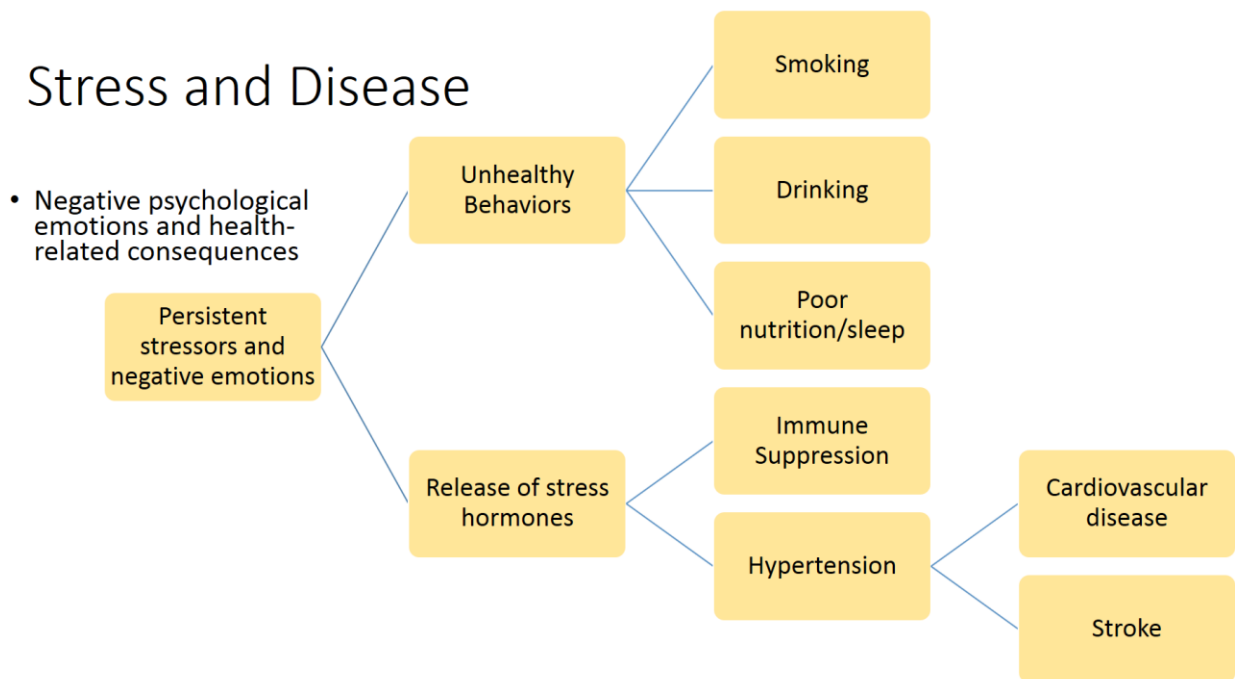 Stress and Disease
• Negative psychological
emotions and health-
related consequences
Persistent
stressors and
negative emotions
Unhealthy
Behaviors
Smoking
Drinking
Poor
nutrition/sleep
Release of stress
hormones
Immune
Suppression
Hypertension
Cardiovascular
disease
Stroke